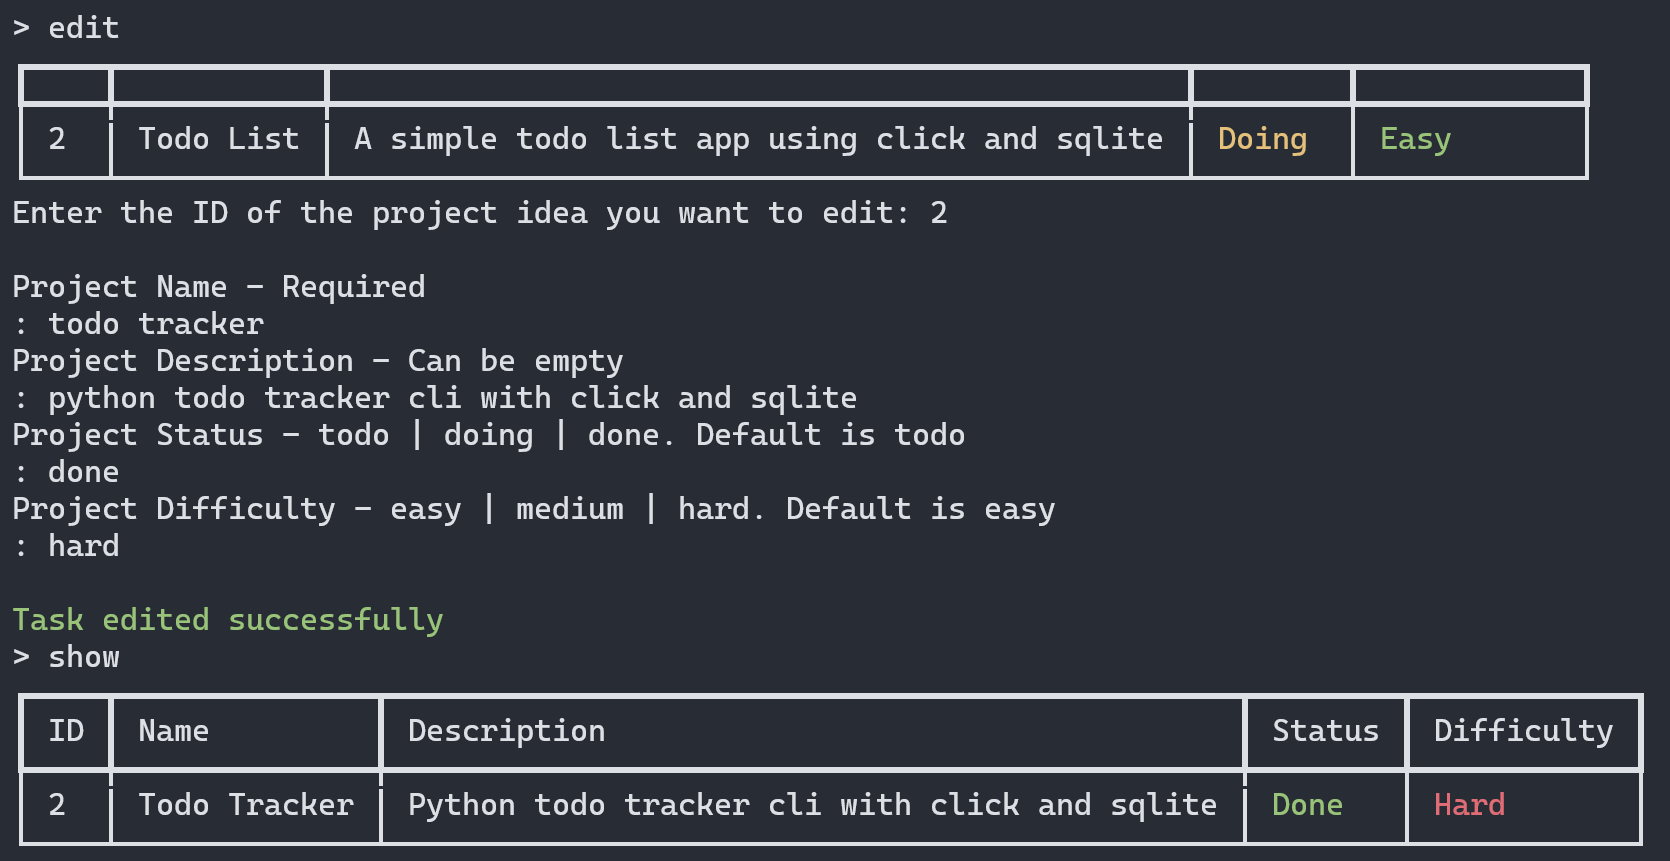 > edit
2 Todo List A simple todo list app using click and sqlite Doing Easy
Enter the ID of the project idea you want to edit: 2
Project Name - Required
: todo tracker
Project Description - Can be empty
: python todo tracker cli with click and sqlite
Project Status - todo | doing | done. Default is todo
: done
Project Difficulty - easy | medium | hard. Default is easy
: hard
Task edited successfully
> show
ID Name Description Status Difficulty
2 Todo Tracker Python todo tracker cli with click and sqlite Done Hard